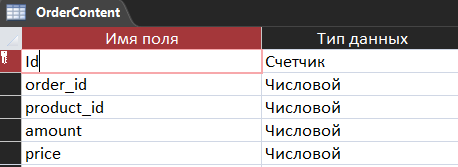 OrderContent
Имя поля Тип данных
Id Счетчик
order_id Числовой
product_id Числовой
amount Числовой
price Числовой